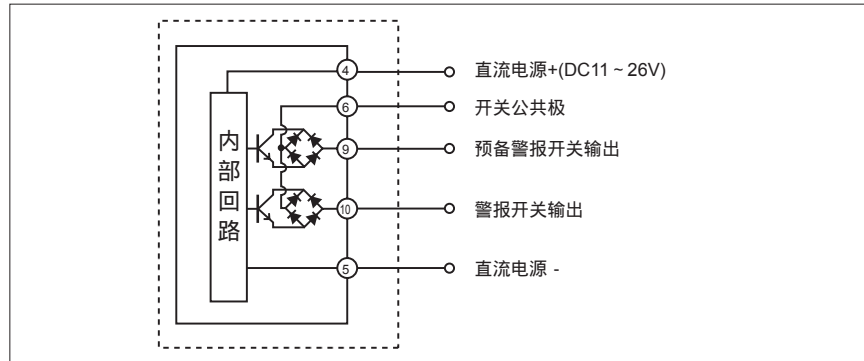 ④ 直流电源+(DC11 ~ 26V)
⑥ 开关公共极
⑨ 预备警报开关输出
⑩ 警报开关输出
⑤ 直流电源 -
内部回路